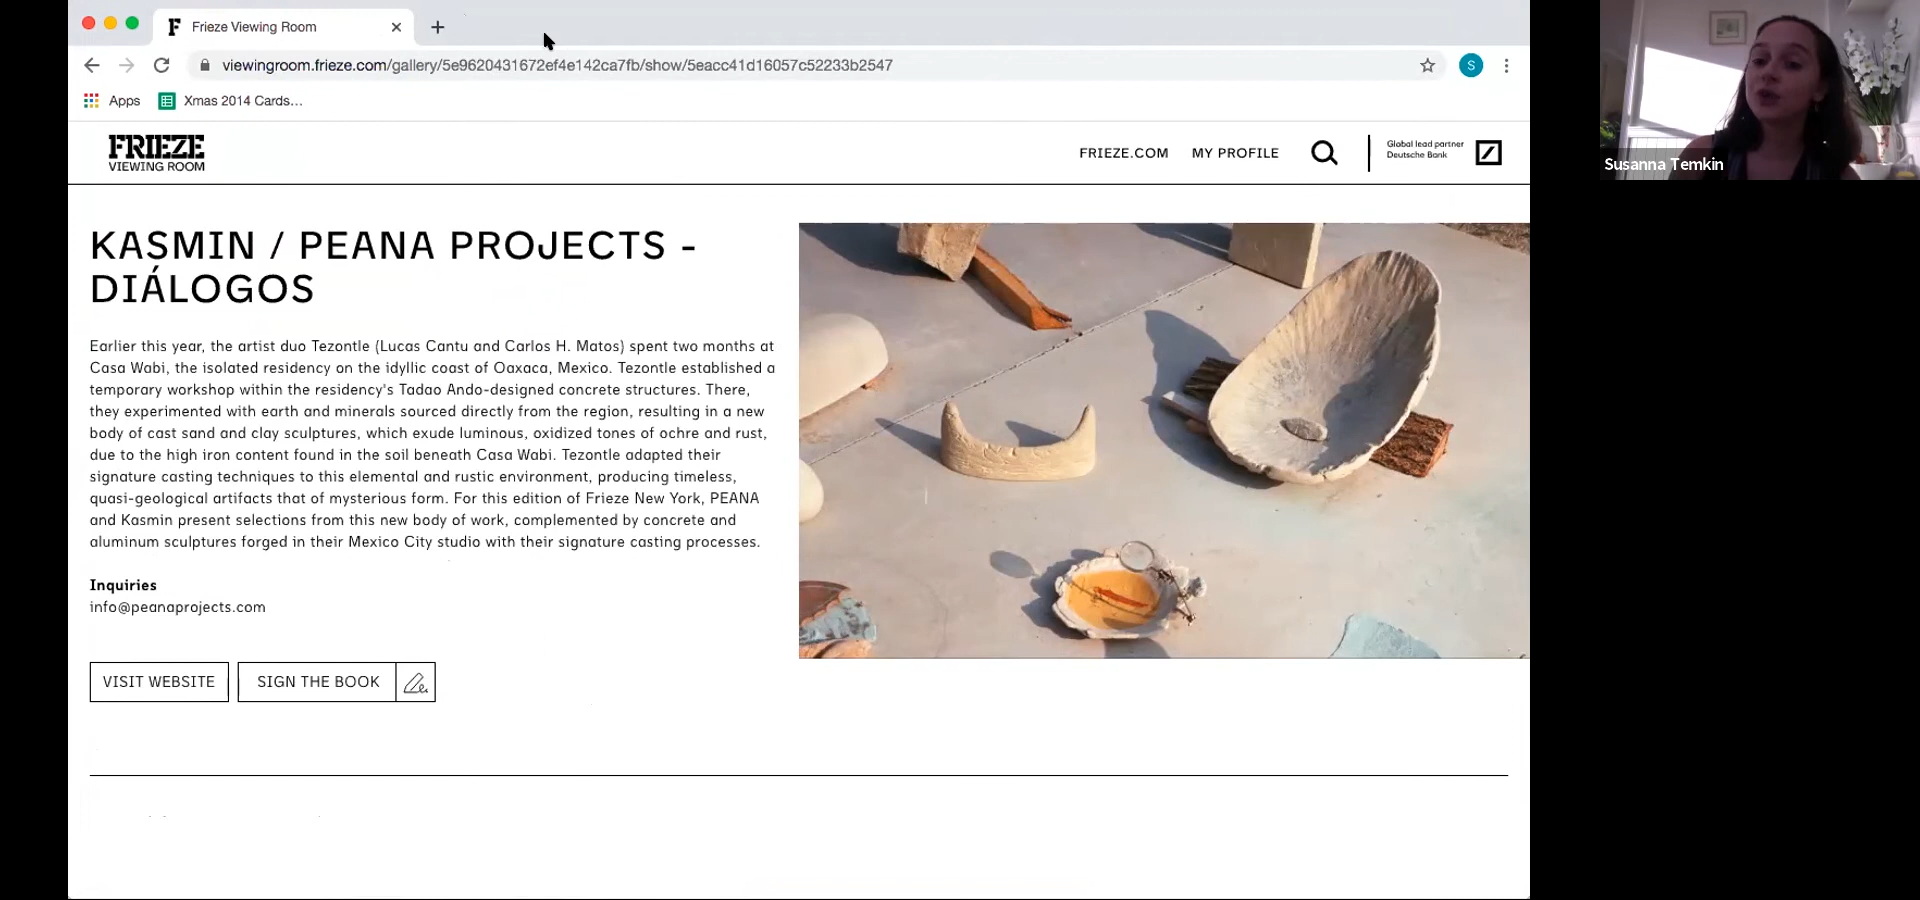 Frieze Viewing Room
viewingroom.frieze.com/gallery/5e9620431672ef4e142ca7fb/show/5eacc41d16057c52233b2547
S
Apps
Xmas 2014 Cards...
FRIEZE
VIEWING ROOM
FRIEZE.COM
MY PROFILE
Global lead partner
Deutsche Bank
Susanna Temkin
KASMIN / PEANA PROJECTS -
DIÁLOGOS
Earlier this year, the artist duo Tezontle (Lucas Cantu and Carlos H. Matos) spent two months at
Casa Wabi, the isolated residency on the idyllic coast of Oaxaca, Mexico. Tezontle established a
temporary workshop within the residency's Tadao Ando-designed concrete structures. There,
they experimented with earth and minerals sourced directly from the region, resulting in a new
body of cast sand and clay sculptures, which exude luminous, oxidized tones of ochre and rust,
due to the high iron content found in the soil beneath Casa Wabi. Tezontle adapted their
signature casting techniques to this elemental and rustic environment, producing timeless,
quasi-geological artifacts that of mysterious form. For this edition of Frieze New York, PEANA
and Kasmin present selections from this new body of work, complemented by concrete and
aluminum sculptures forged in their Mexico City studio with their signature casting processes.
Inquiries
info@peanaprojects.com
VISIT WEBSITE
SIGN THE BOOK